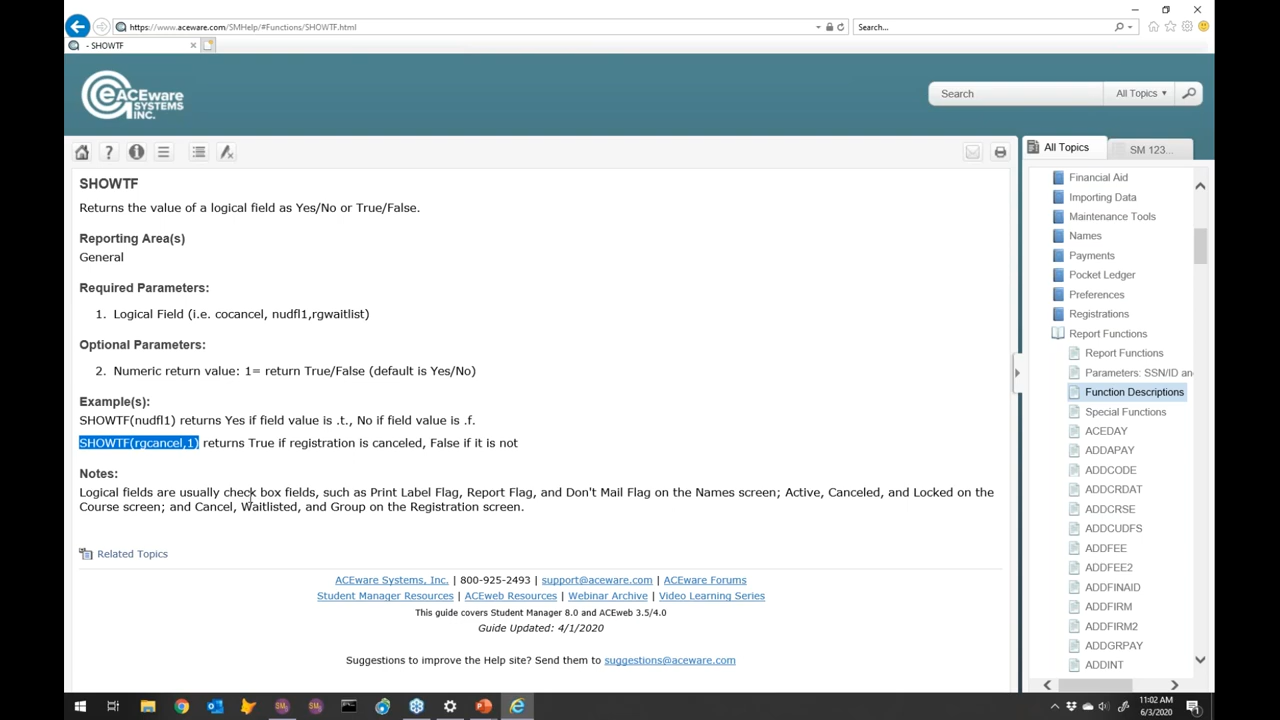 https://www.aceware.com/SMHelp/#Functions/SHOWTF.html
Search...
- SHOWTF
ACEware
SYSTEMS
INC.
Search
All Topics
All Topics
SM 123...
SHOWTF
Returns the value of a logical field as Yes/No or True/False.
Reporting Area(s)
General
Required Parameters:
1. Logical Field (i.e. cocancel, nudfl1,rgwaitlist)
Optional Parameters:
2. Numeric return value: 1= return True/False (default is Yes/No)
Example(s):
SHOWTF(nudfl1) returns Yes if field value is .t., No if field value is .f.
SHOWTF(rgcancel,1) returns True if registration is canceled, False if it is not
Notes:
Logical fields are usually check box fields, such as Print Label Flag, Report Flag, and Don't Mail Flag on the Names screen; Active, Canceled, and Locked on the
Course screen; and Cancel, Waitlisted, and Group on the Registration screen.
Related Topics
ACEware Systems, Inc. | 800-925-2493 | support@aceware.com | ACEware Forums
Student Manager Resources | ACEweb Resources | Webinar Archive | Video Learning Series
This guide covers Student Manager 8.0 and ACEweb 3.5/4.0
Guide Updated: 4/1/2020
Suggestions to improve the Help site? Send them to suggestions@aceware.com
Financial Aid
Importing Data
Maintenance Tools
Names
Payments
Pocket Ledger
Preferences
Registrations
Report Functions
Report Functions
Parameters: SSN/ID an
Function Descriptions
Special Functions
ACEDAY
ADDAPAY
ADDCODE
ADDCRDAT
ADDCRSE
ADDCUDFS
ADDFEE
ADDFEE2
ADDFINAID
ADDFIRM
ADDFIRM2
ADDGRPAY
ADDINT
11:02 AM
6/3/2020